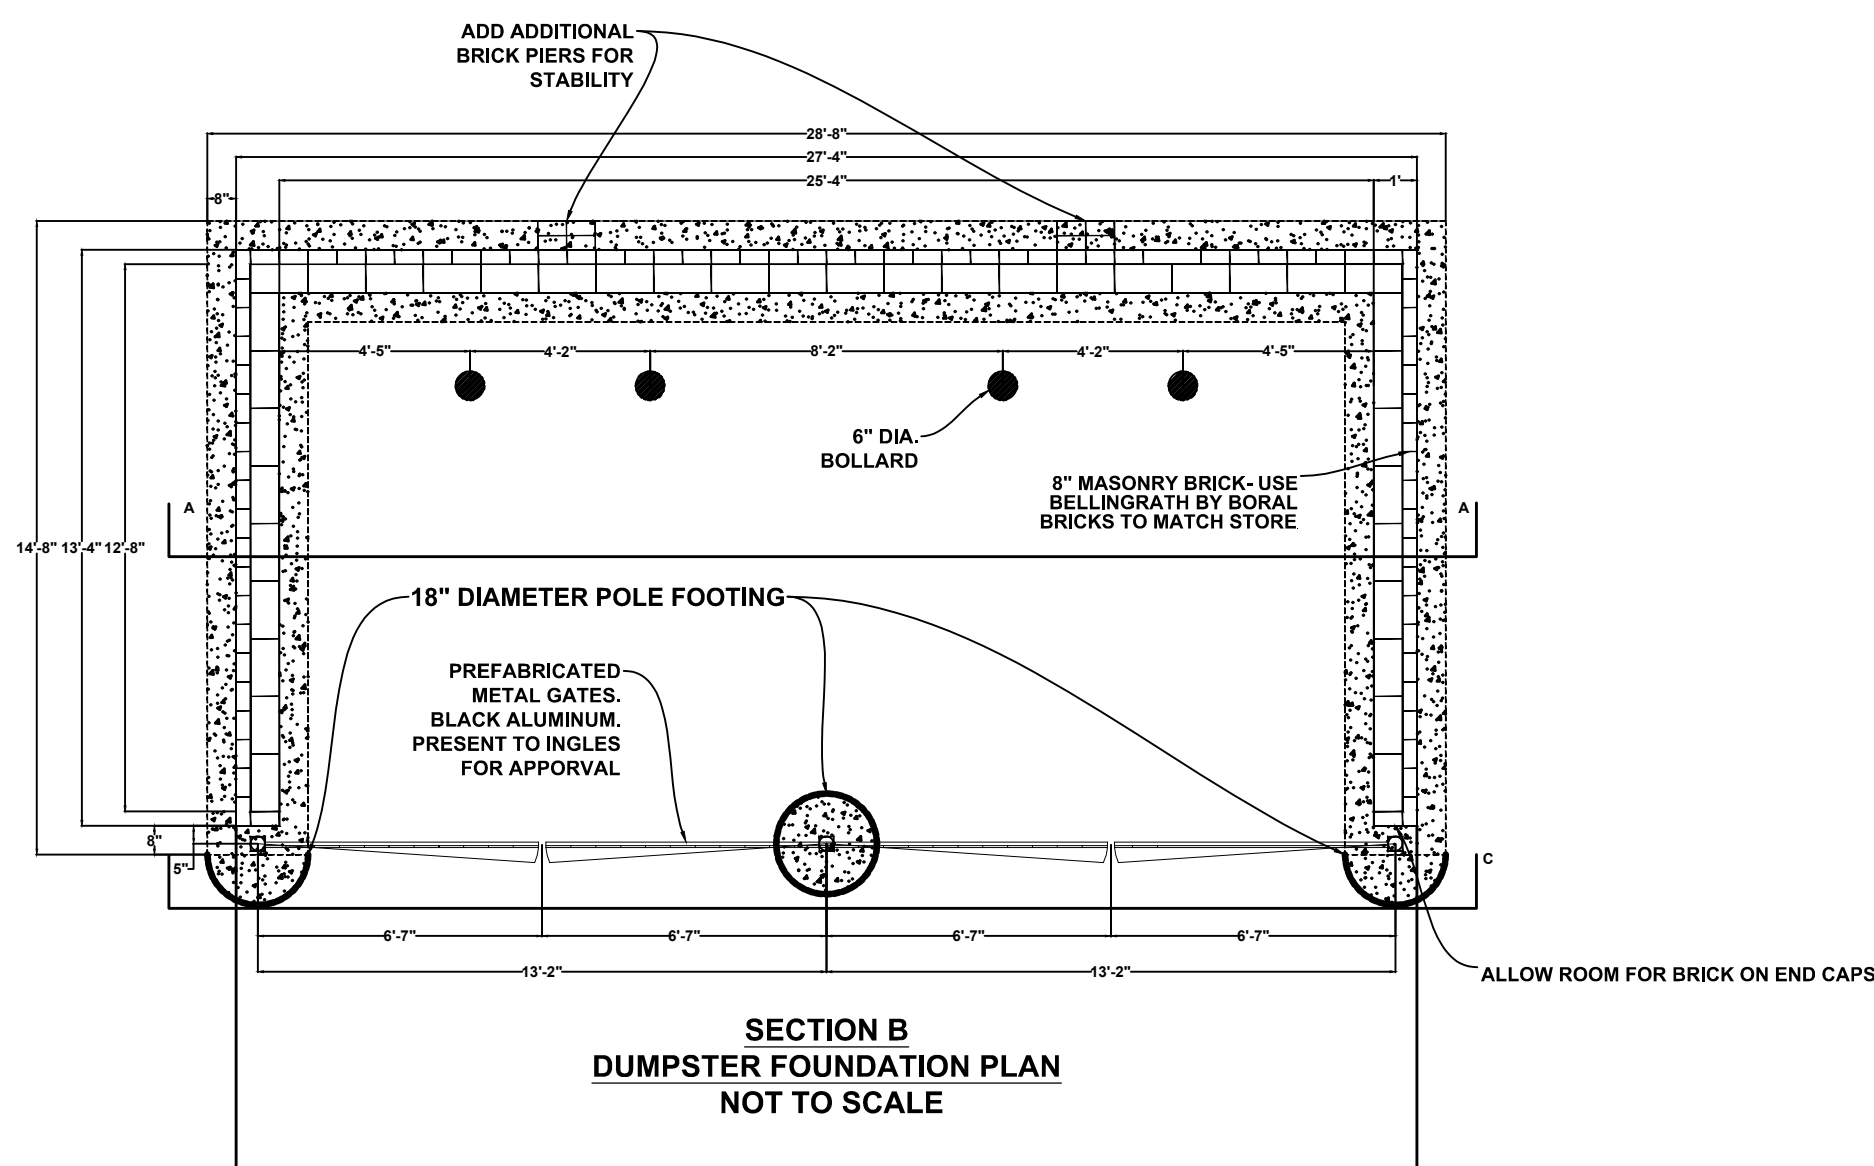 ADD ADDITIONAL
BRICK PIERS FOR
STABILITY
28'-8"
27'-4"
25'-4"
1'
8"
4'-5"
4'-2"
8'-2"
4'-2"
4'-5"
6" DIA.
BOLLARD
8" MASONRY BRICK- USE
BELLINGRATH BY BORAL
BRICKS TO MATCH STORE
A
A
14'-8"
13'-4"
12'-8"
18" DIAMETER POLE FOOTING
PREFABRICATED
METAL GATES.
BLACK ALUMINUM.
PRESENT TO INGLES
FOR APPORVAL
8"
5"
C
6'-7"
6'-7"
6'-7"
6'-7"
13'-2"
13'-2"
ALLOW ROOM FOR BRICK ON END CAPS
SECTION B
DUMPSTER FOUNDATION PLAN
NOT TO SCALE